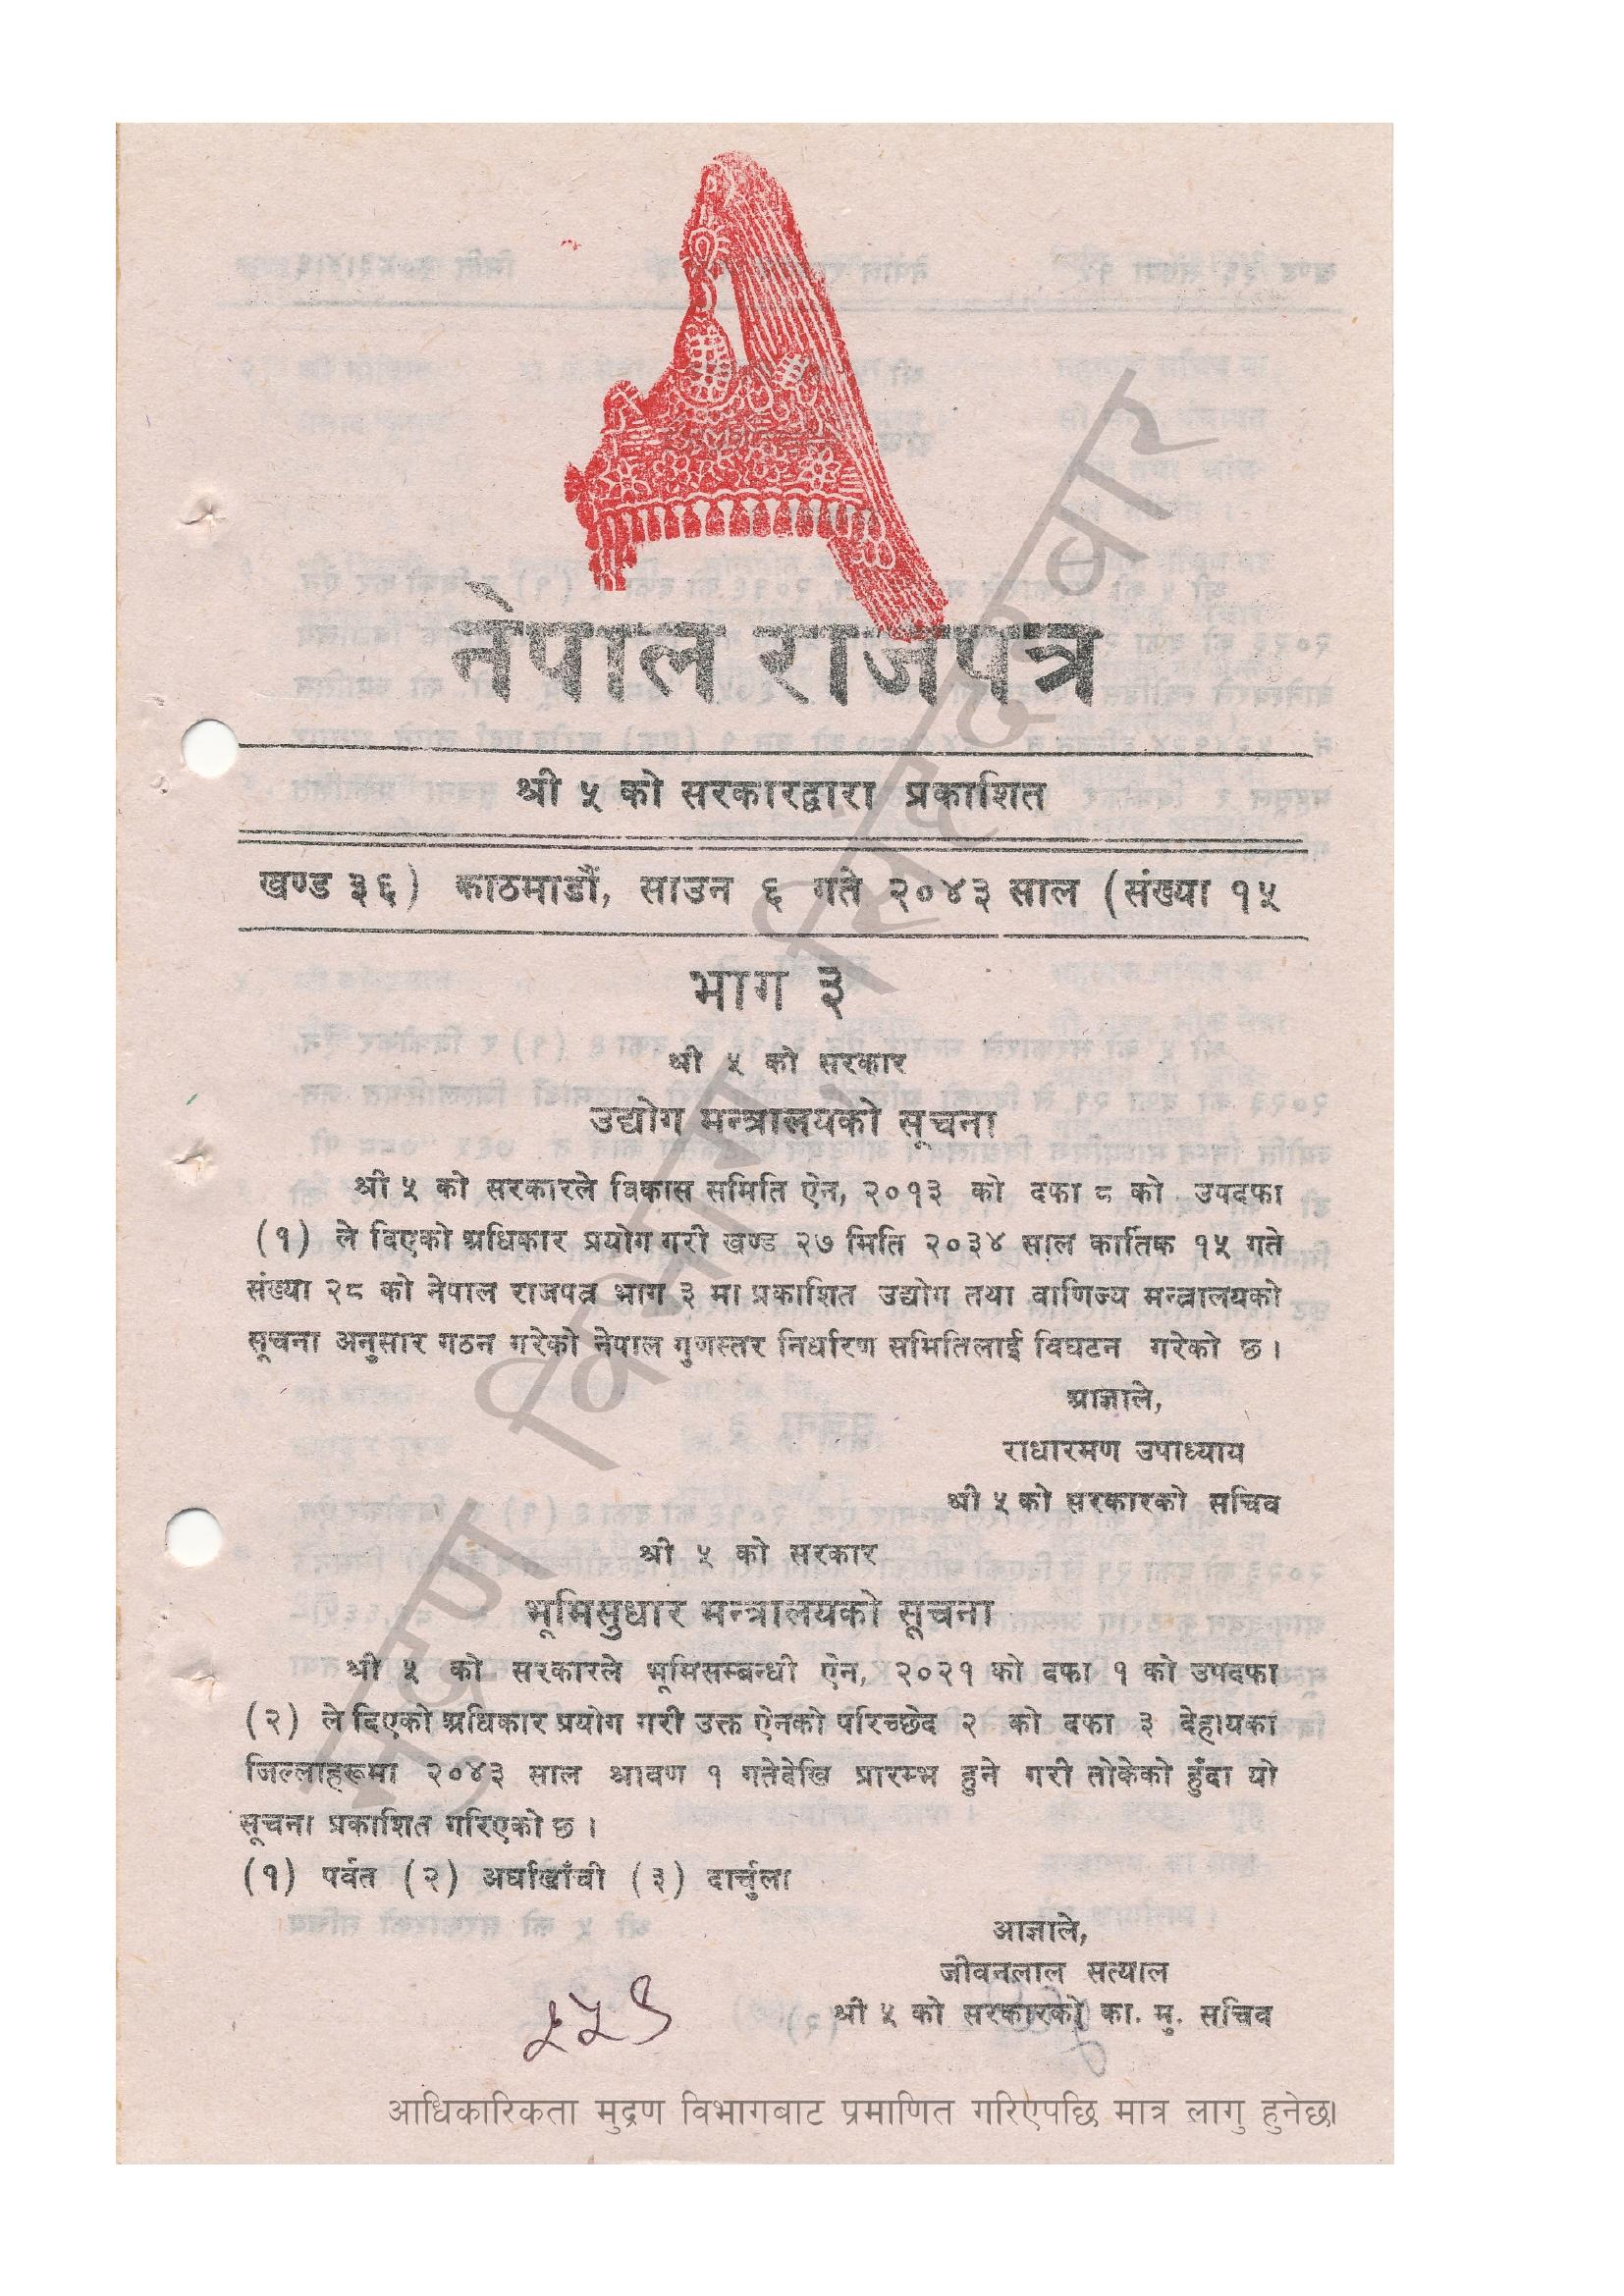 नेपाल राजपत्र
श्री ५ को सरकारद्वारा प्रकाशित
खण्ड ३६) काठमाडौं, साउन ६ गते २०४३ साल (संख्या १५
भाग ३
श्री ५ को सरकार
उद्योग मन्त्रालयको सूचना
श्री ५ को सरकारले विकास समिति ऐन, २०१३ को दफा ८ को उपदफा
(१) ले दिएको अधिकार प्रयोग गरी खण्ड २७ मिति २०३४ साल कार्तिक १५ गते
संख्या २८ को नेपाल राजपत्र भाग ३ मा प्रकाशित उद्योग तथा वाणिज्य मन्त्रालयको
सूचना अनुसार गठन गरेको नेपाल गुणस्तर निर्धारण समितिलाई विघटन गरेको छ ।
आज्ञाले,
राधारमण उपाध्याय
श्री ५ को सरकारको सचिव
श्री ५ को सरकार
भूमिसुधार मन्त्रालयको सूचना
श्री ५ को सरकारले भूमिसम्बन्धी ऐन, २०२१ को दफा १ को उपदफा
(२) ले दिएको अधिकार प्रयोग गरी उक्त ऐनको परिच्छेद २ को दफा ३ देहायका
जिल्लाहरूमा २०४३ साल श्रावण १ गतेदेखि प्रारम्भ हुने गरी तोकेको हुँदा यो
सूचना प्रकाशित गरिएको छ ।
(१) पर्वत (२) अर्घाखाँची (३) दार्चुला
आज्ञाले,
जीवनलाल सत्याल
श्री ५ को सरकारको का. मु. सचिव
मुद्रण विभाग सिंहदरवार
आधिकारिकता मुद्रण विभागबाट प्रमाणित गरिएपछि मात्र लागु हुनेछ।